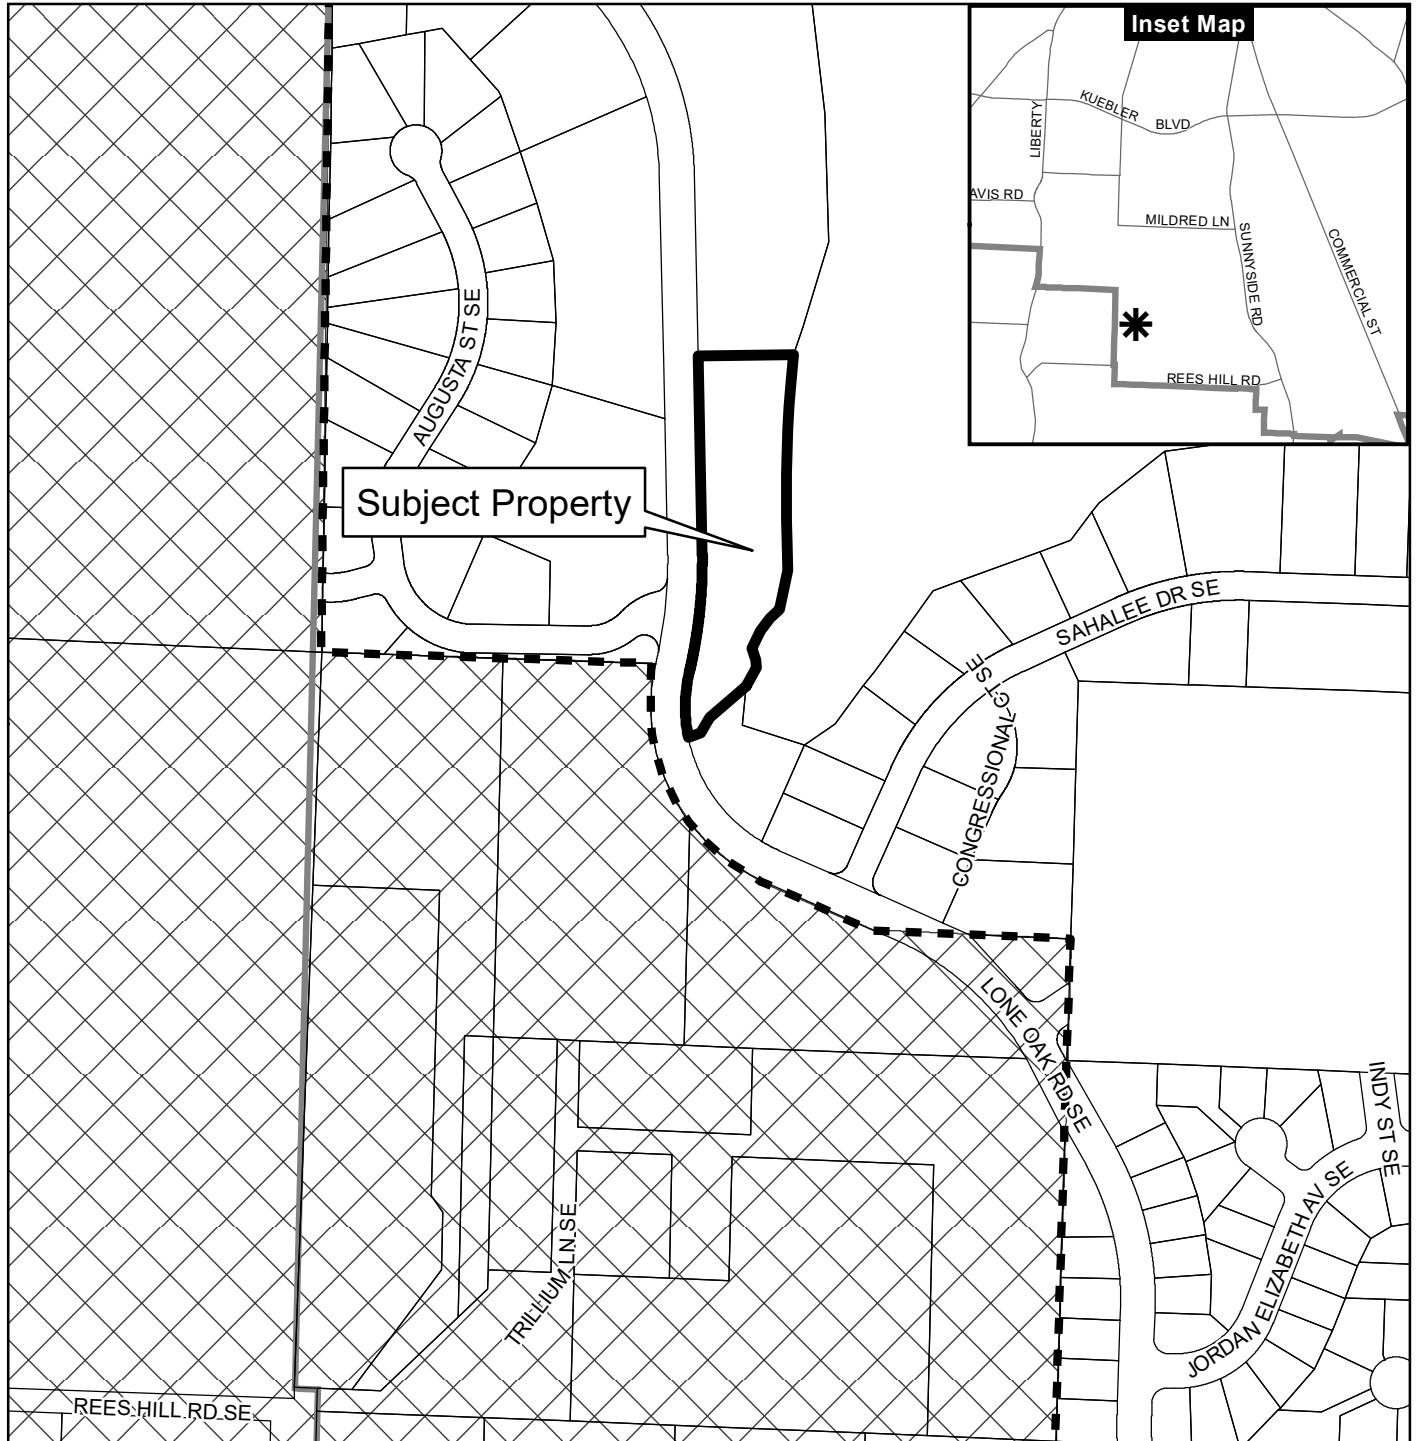 Inset Map
KUEBLER
BLVD
LIBERTY
AVIS RD
MILDRED LN
SUNNYSIDE RD
COMMERCIAL ST
REES HILL RD
AUGUSTA ST SE
Subject Property
SAHALEE DR SE
CONGRESSIONAL CT SE
LONE OAK RD SE
INDY ST SE
JORDAN ELIZABETH AV SE
TRILLIUM LN SE
REES HILL RD SE